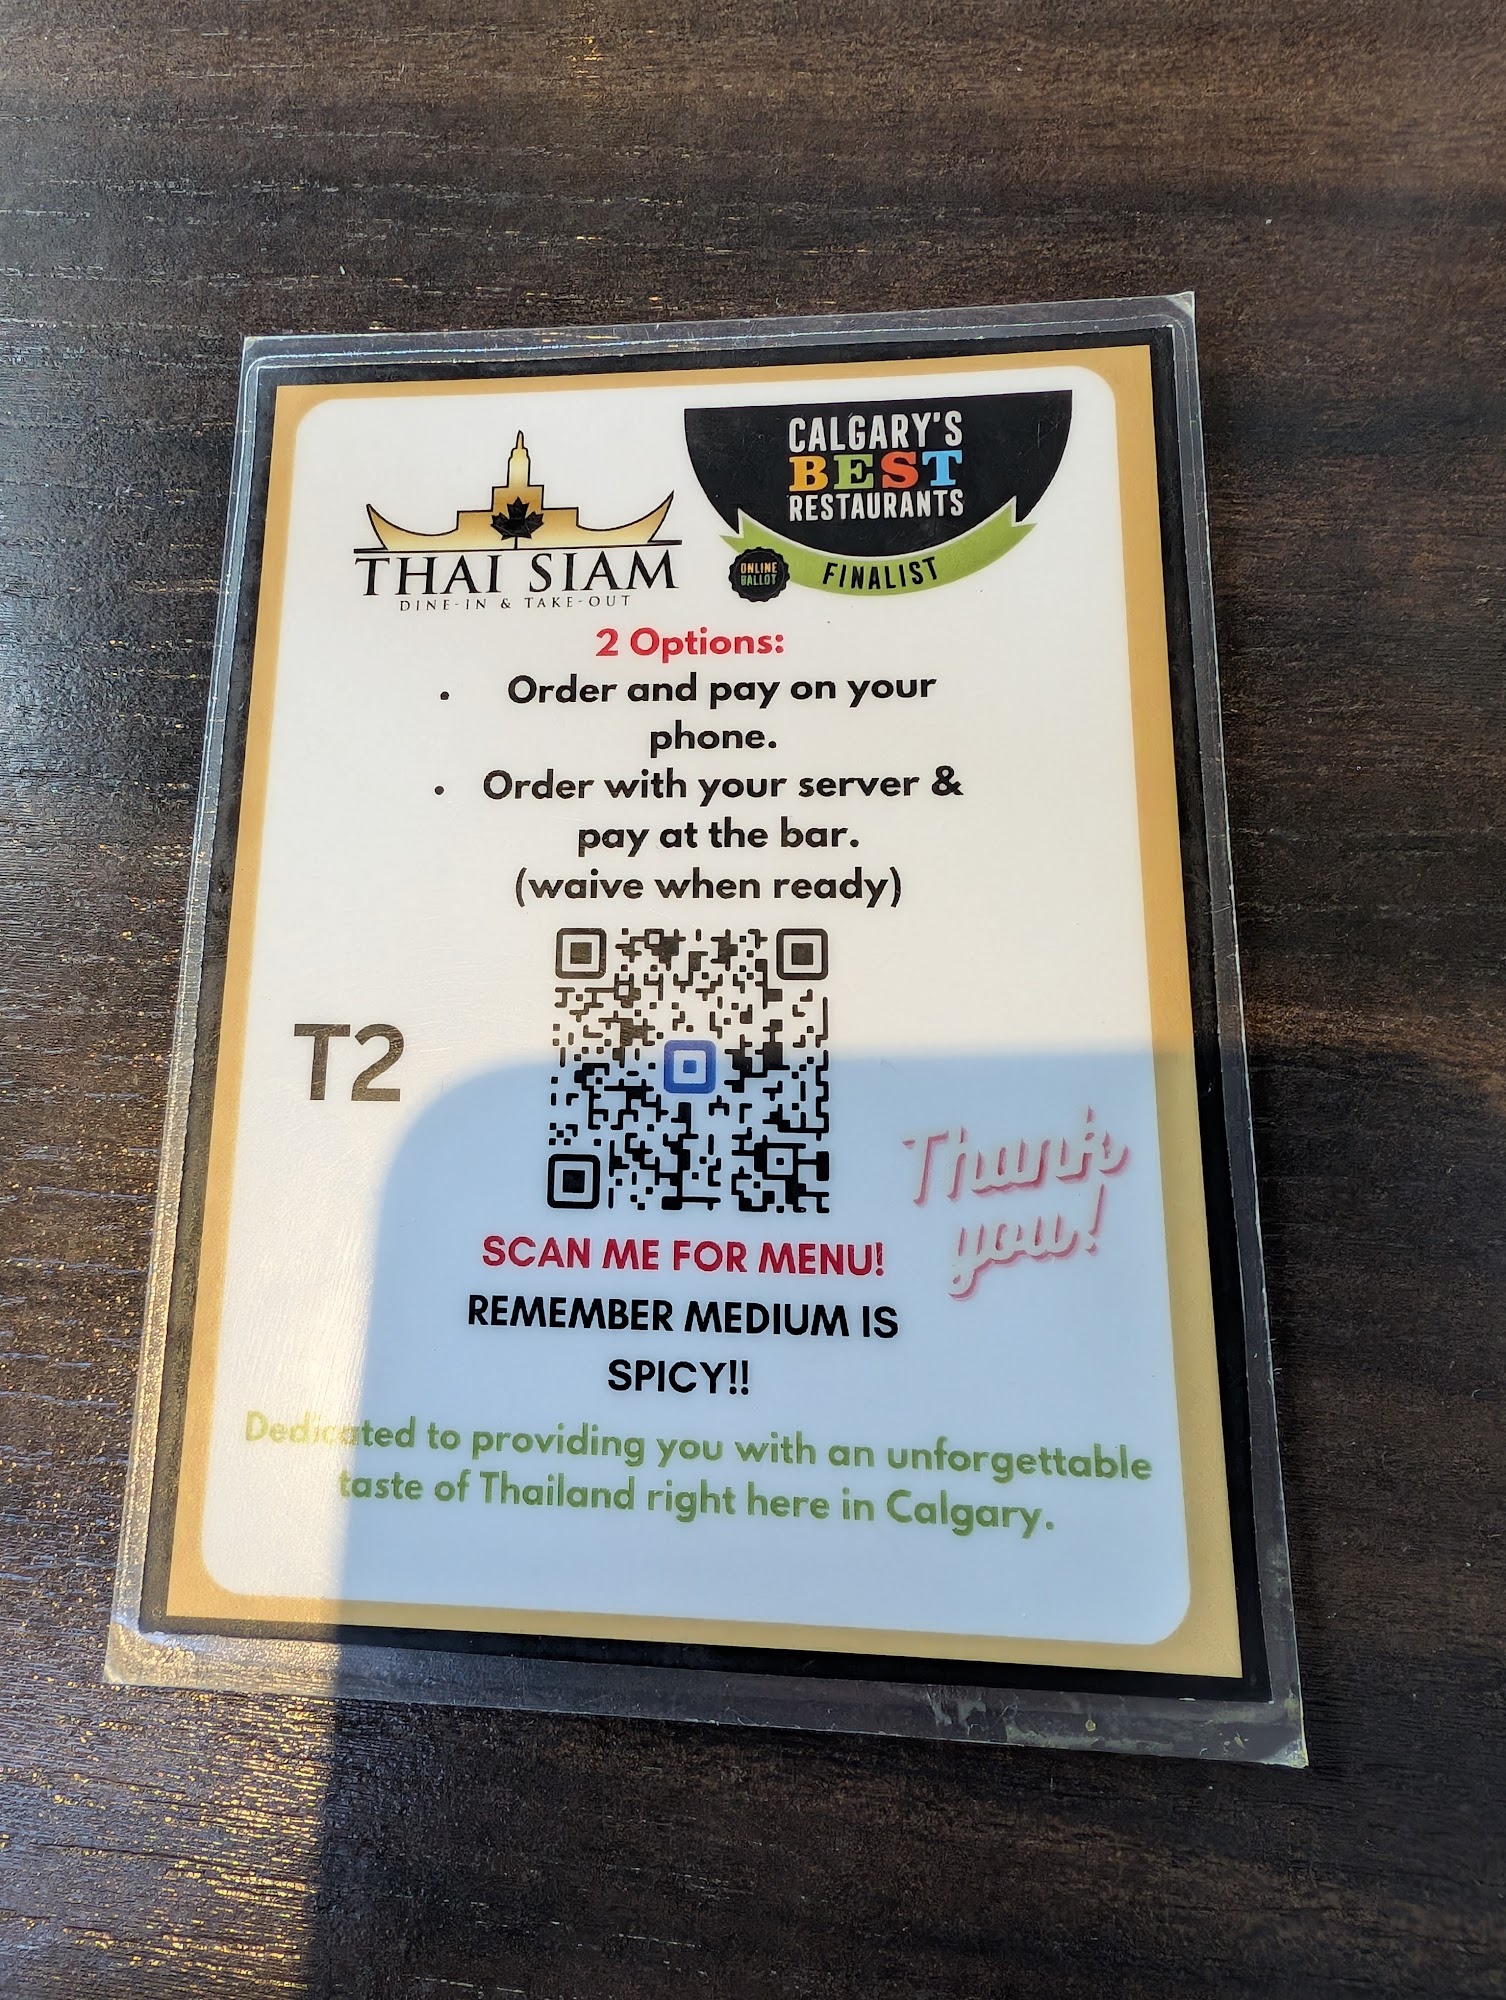 THAI SIAM
DINE-IN & TAKE-OUT
CALGARY'S
BEST
RESTAURANTS
ONLINE
BALLOT
FINALIST
2 Options:
• Order and pay on your
phone.
• Order with your server &
pay at the bar.
(waive when ready)
T2
Thank
you!
SCAN ME FOR MENU!
REMEMBER MEDIUM IS
SPICY!!
Dedicated to providing you with an unforgettable
taste of Thailand right here in Calgary.